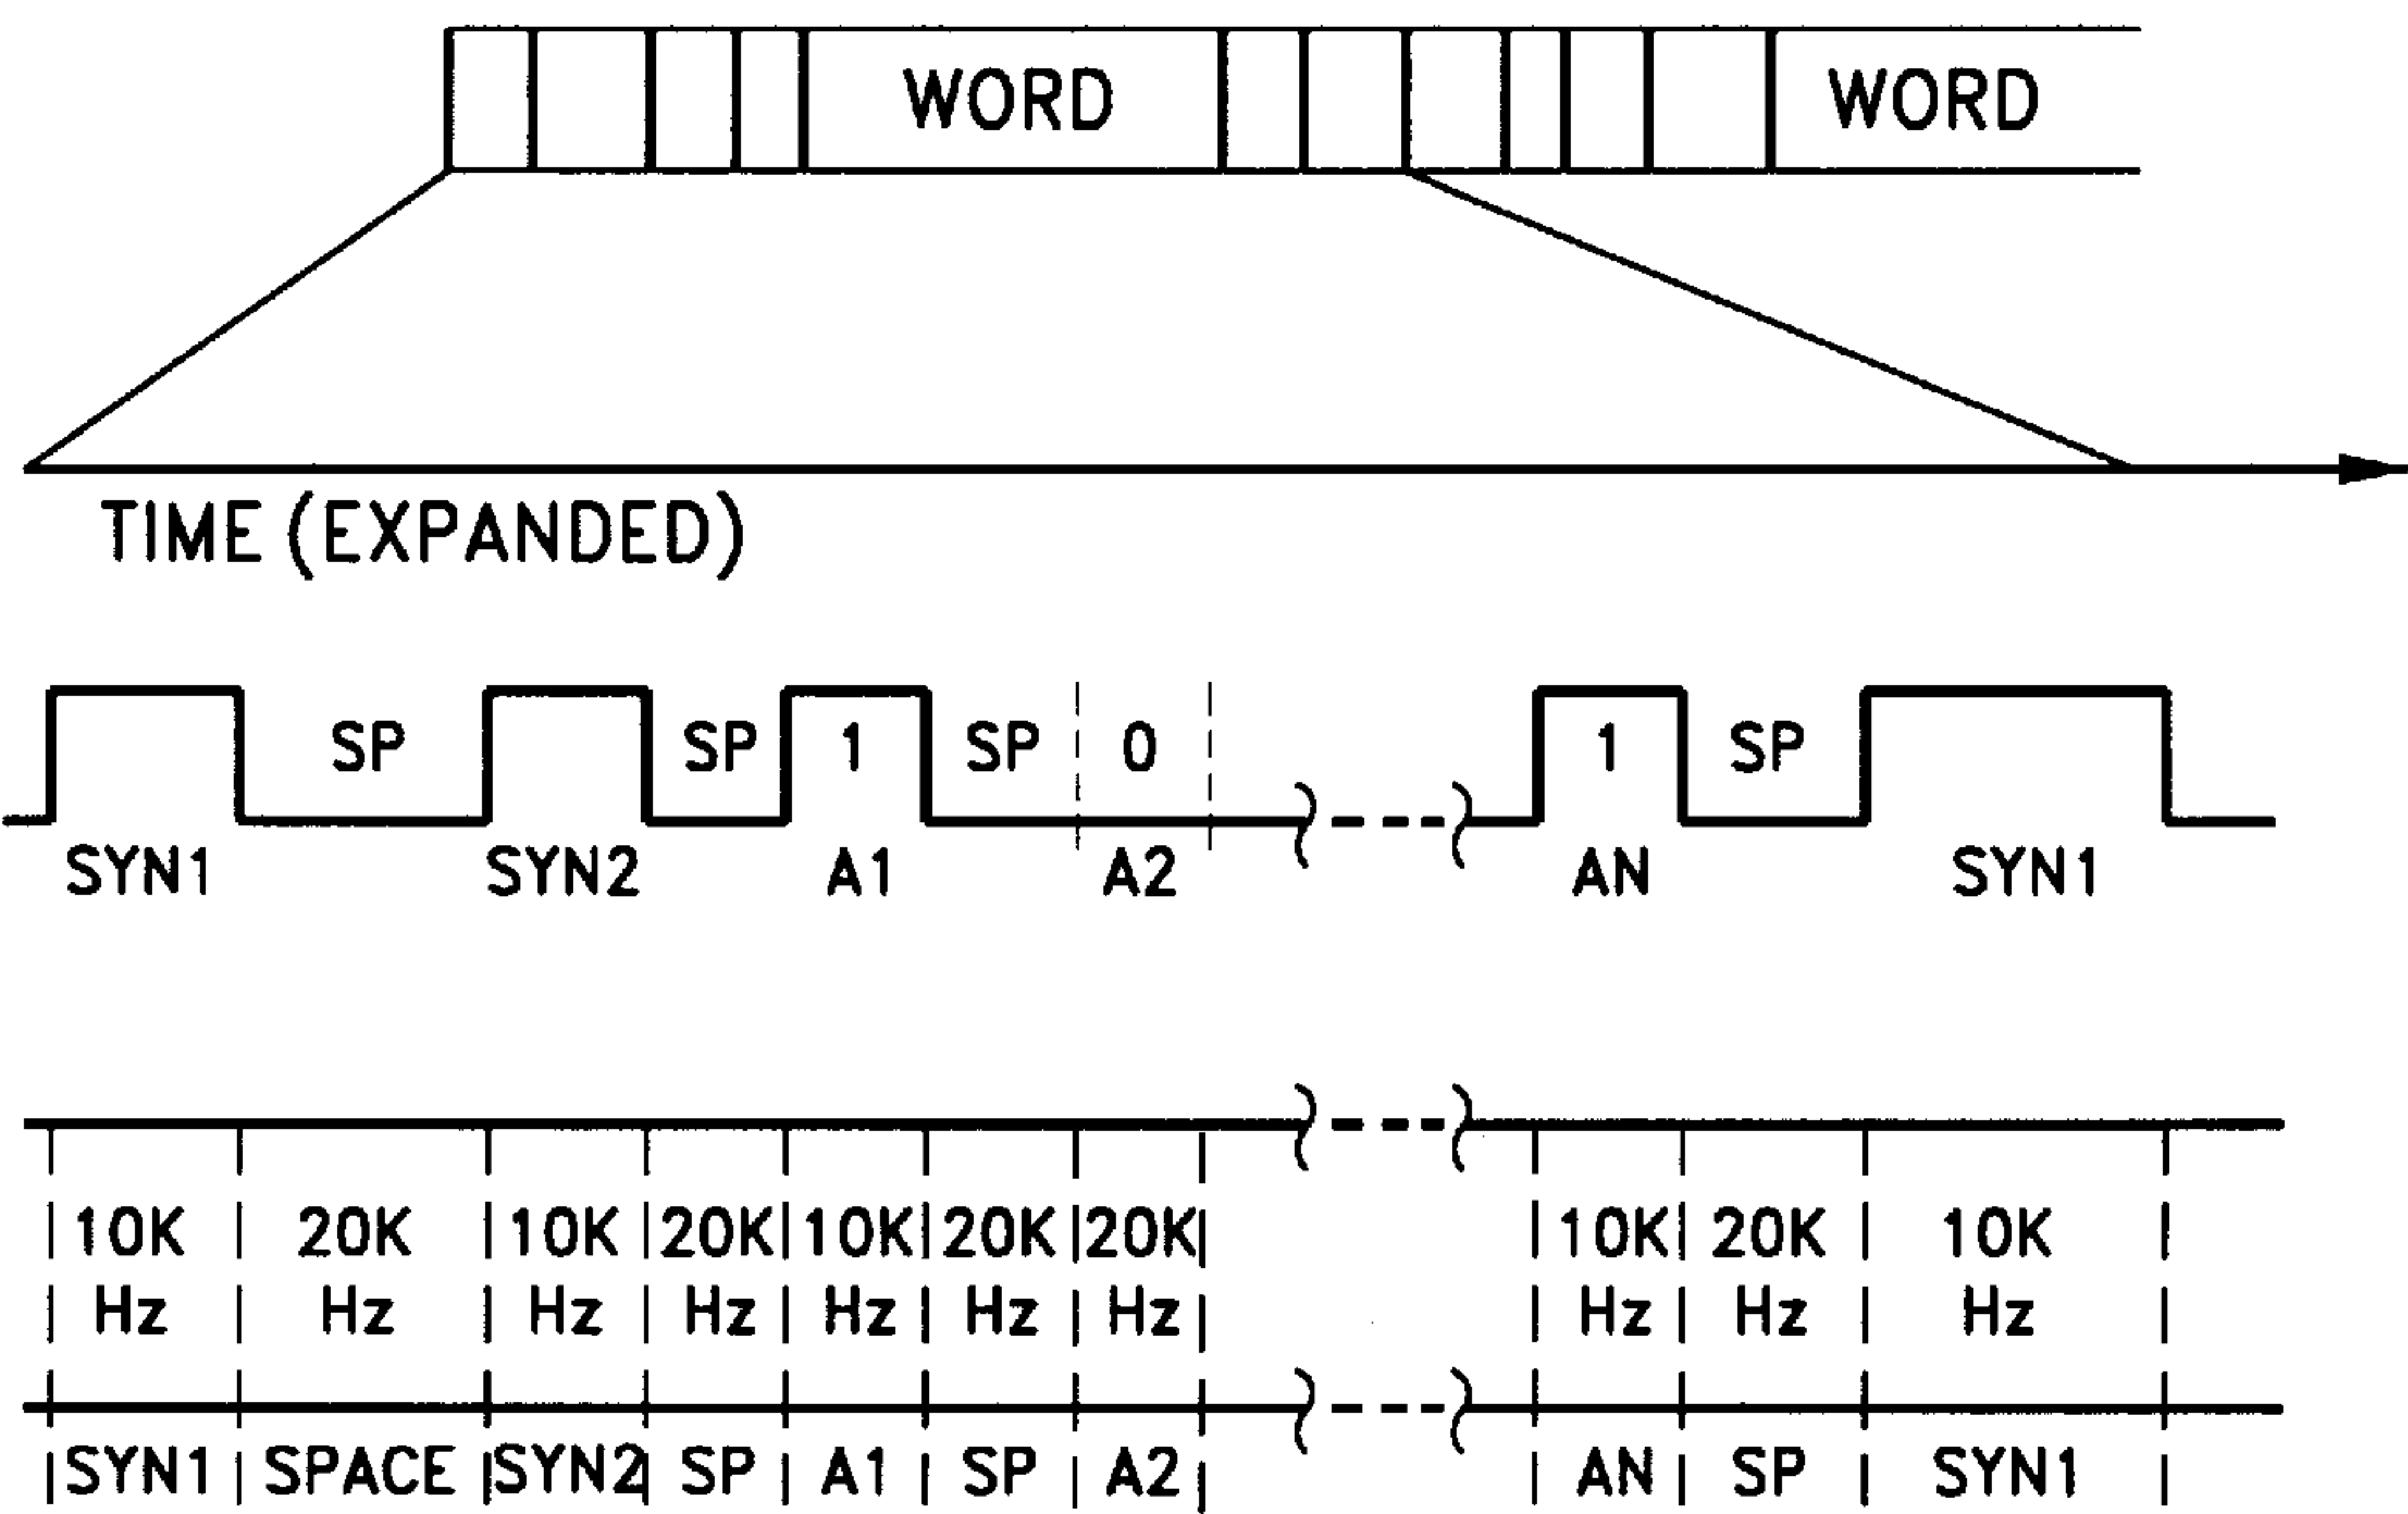 WORD WORD
TIME (EXPANDED)
SP SP 1 SP 0 1 SP
SYN1 SYN2 A1 A2 AN SYN1
10K 20K 10K 20K 10K 20K 20K 10K 20K 10K
Hz Hz Hz Hz Hz Hz Hz Hz Hz Hz
SYN1 SPACE SYN2 SP A1 SP A2 AN SP SYN1